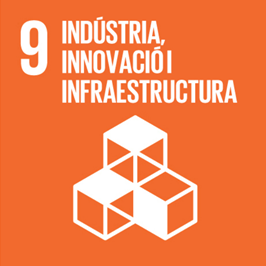 9 INDÚSTRIA,
INNOVACIÓ I
INFRAESTRUCTURA